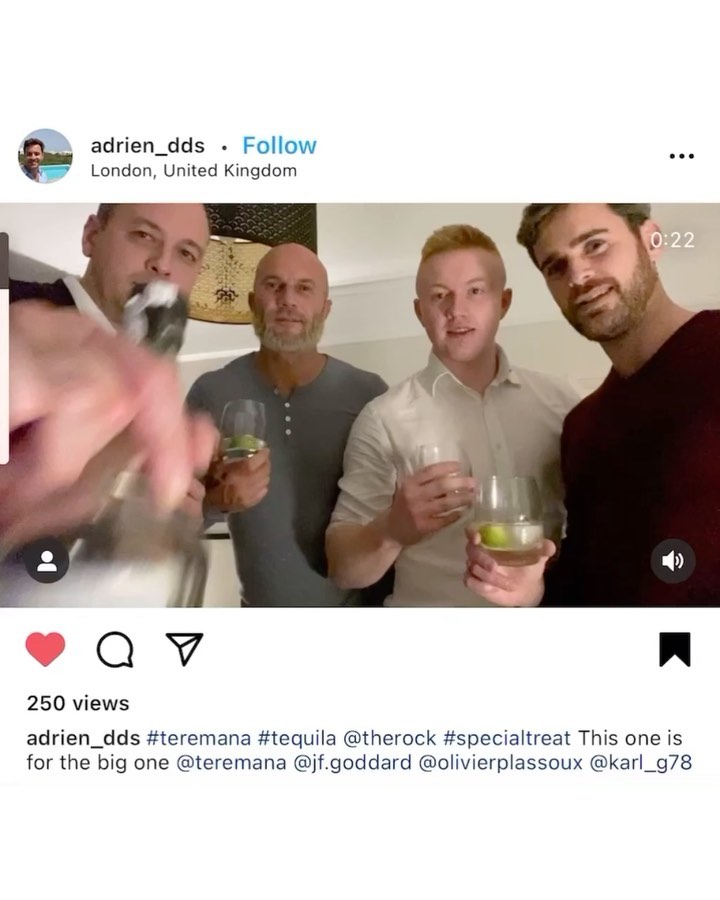 adrien_dds • Follow
London, United Kingdom
0:22
250 views
adrien_dds #teremana #tequila @therock #specialtreat This one is
for the big one @teremana @jf.goddard @olivierplassoux @karl_g78